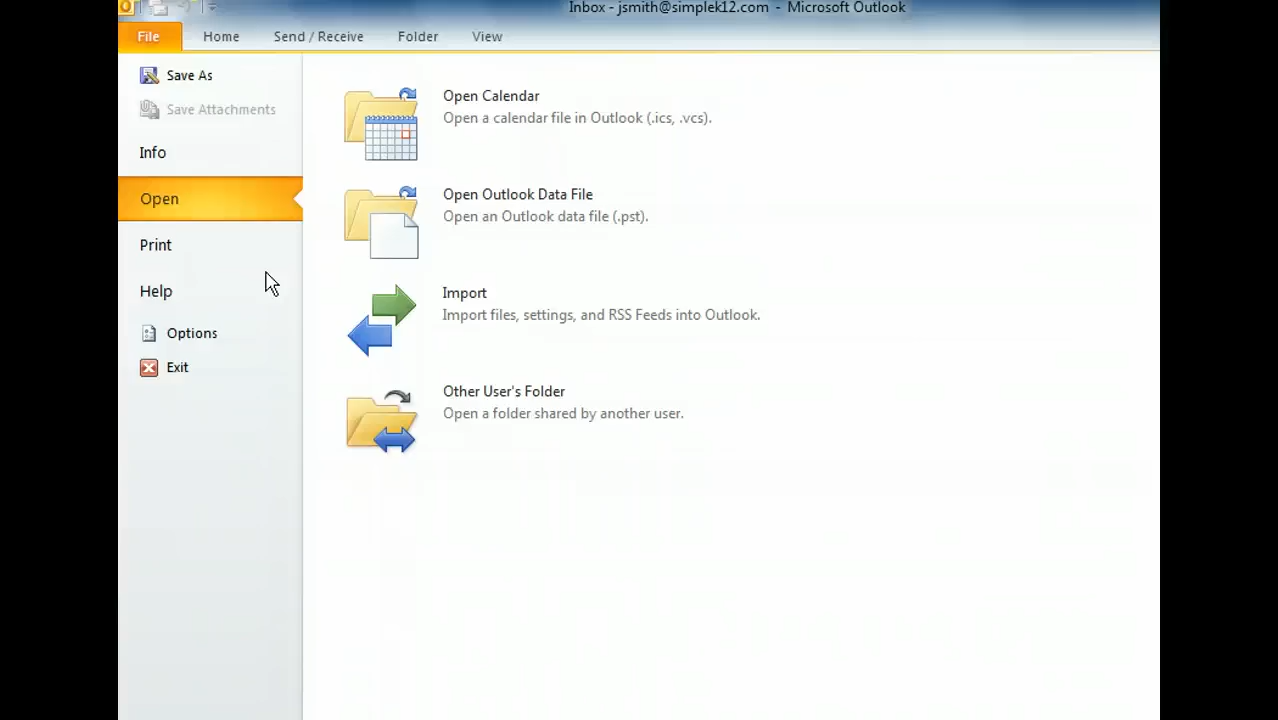 Inbox - jsmith@simplek12.com - Microsoft Outlook
File Home Send / Receive Folder View
Save As
Save Attachments
Info
Open
Print
Help
Options
Exit
Open Calendar
Open a calendar file in Outlook (.ics, .vcs).
Open Outlook Data File
Open an Outlook data file (.pst).
Import
Import files, settings, and RSS Feeds into Outlook.
Other User's Folder
Open a folder shared by another user.